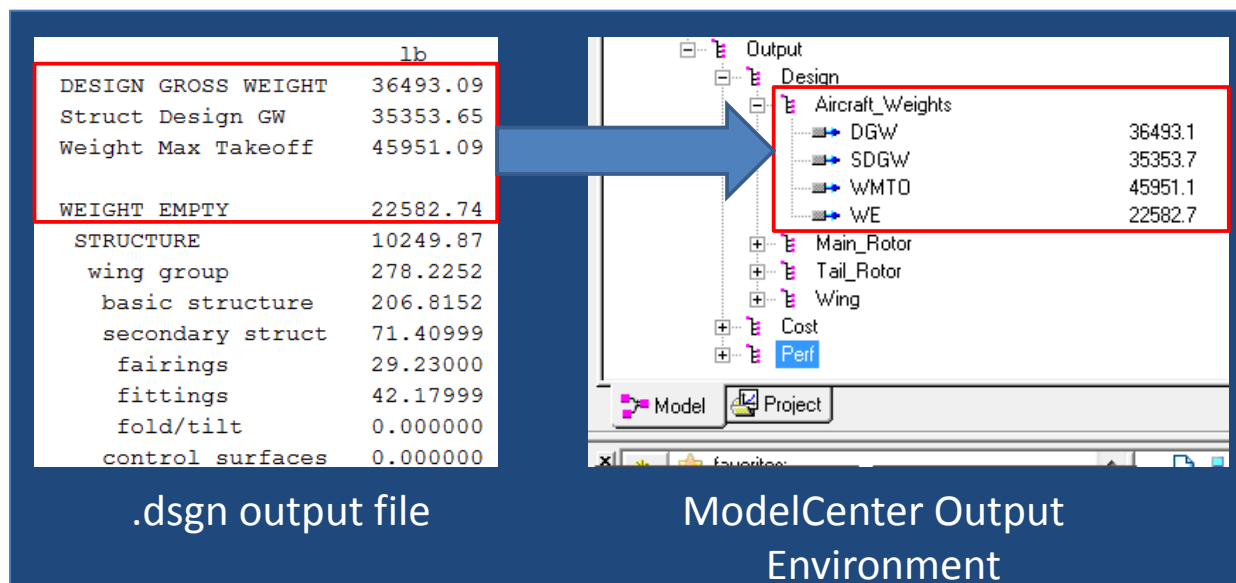 lb
DESIGN GROSS WEIGHT 36493.09
Struct Design GW 35353.65
Weight Max Takeoff 45951.09
WEIGHT EMPTY 22582.74
STRUCTURE 10249.87
wing group 278.2252
basic structure 206.8152
secondary struct 71.40999
fairings 29.23000
fittings 42.17999
fold/tilt 0.000000
control surfaces 0.000000
.dsgn output file
Output
Design
Aircraft_Weights
DGW 36493.1
SDGW 35353.7
WMTO 45951.1
WE 22582.7
Main_Rotor
Tail_Rotor
Wing
Cost
Perf
Model Project
ModelCenter Output
Environment